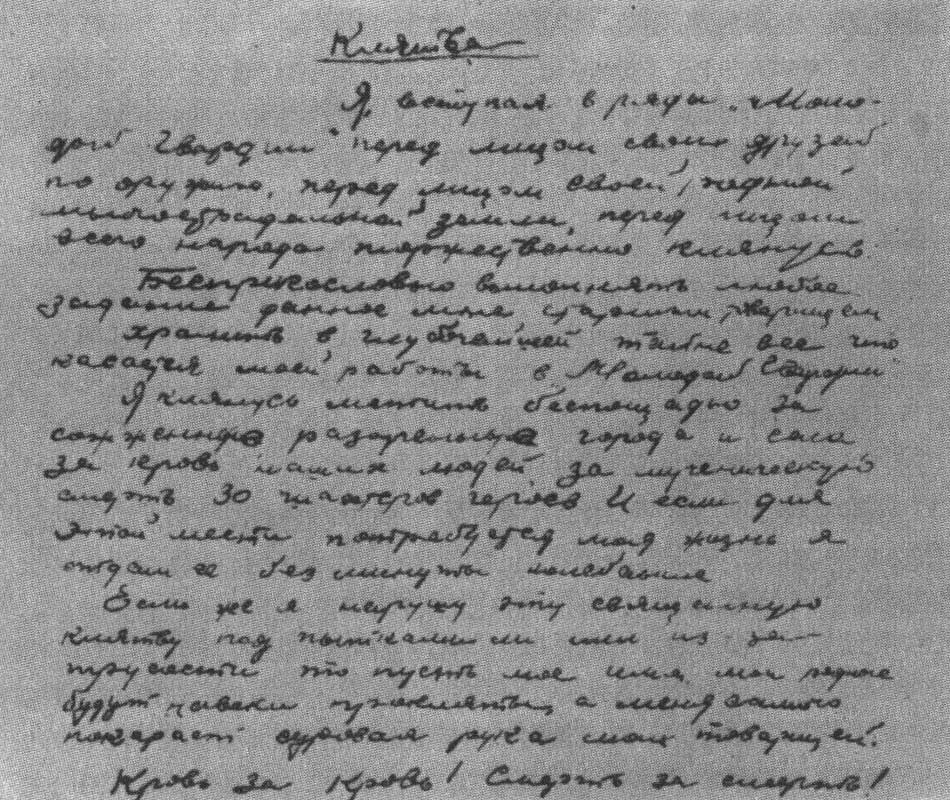 Клятва
Я, вступая в ряды „Моло-
дой Гвардии" перед лицом своих друзей
по оружию, перед лицом своей родной
многострадальной земли, перед лицом
всего народа торжественно клянусь.
Беспрекословно выполнять любое
задание данное мне старшим товарищем
хранить в глубочайшей тайне все что
касается моей работы в Молодой Гвардии
Я клянусь мстить беспощадно за
сожженные разоренные города и села
за кровь наших людей за мученическую
смерть 30 шахтеров героев И если для
этой мести потребуется моя жизнь я
отдам ее без минуты колебания
Если же я нарушу эту священную
клятву под пытками ли или из за
трусости то пусть мое имя мои родные
будут навеки прокляты, а меня самого
покарает суровая рука моих товарищей.
Кровь за Кровь! Смерть за смерть!